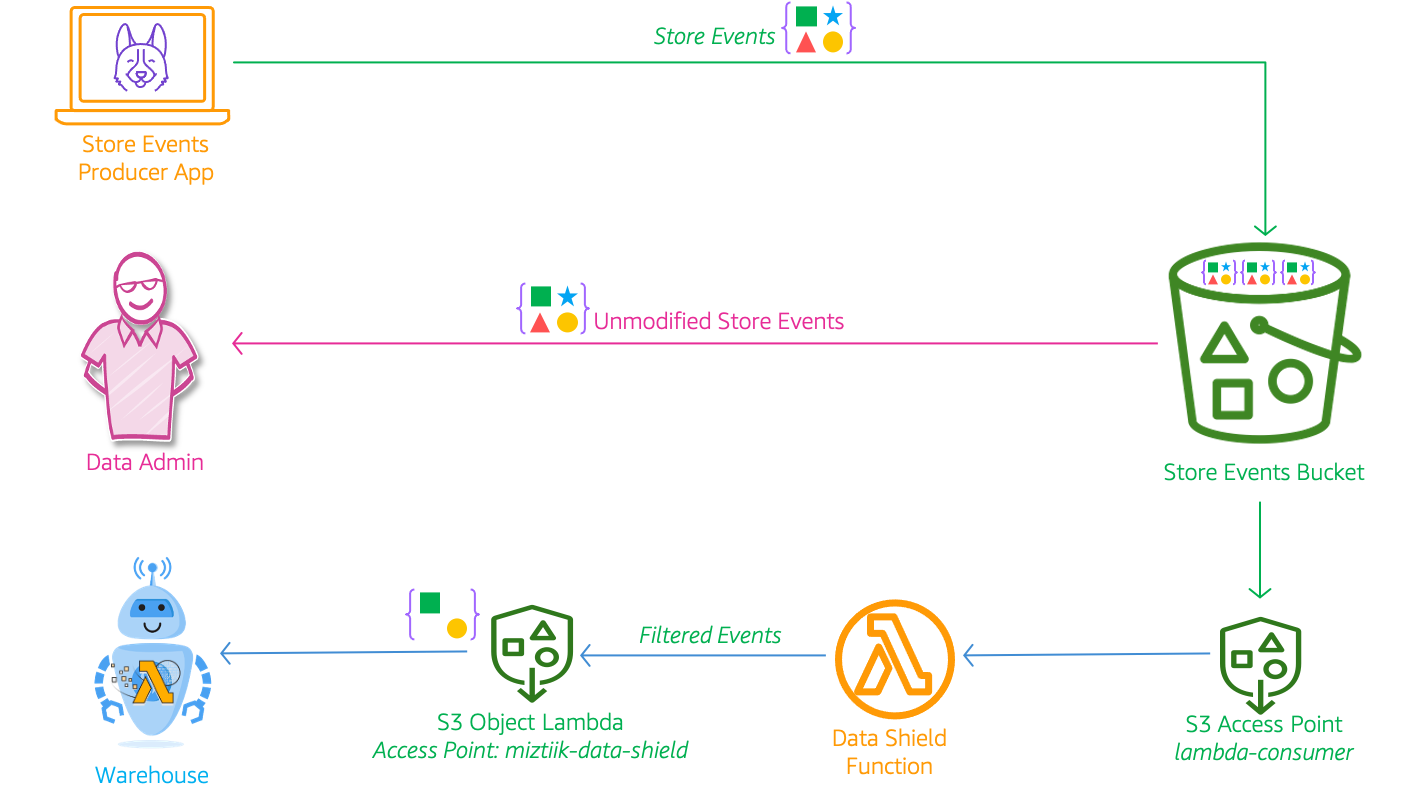 Store Events
Store Events
Producer App
Unmodified Store Events
Data Admin
Store Events Bucket
Filtered Events
S3 Object Lambda
Access Point: miztiik-data-shield
Data Shield
Function
S3 Access Point
lambda-consumer
Warehouse